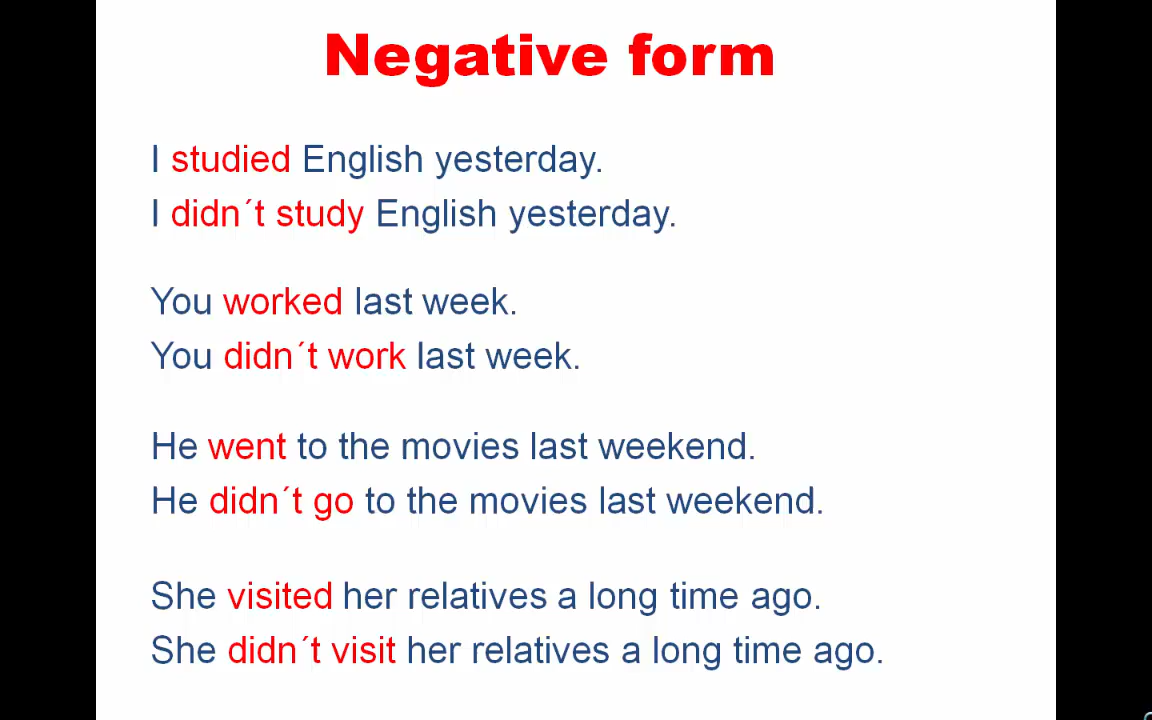 Negative form
I studied English yesterday.
I didn´t study English yesterday.
You worked last week.
You didn´t work last week.
He went to the movies last weekend.
He didn´t go to the movies last weekend.
She visited her relatives a long time ago.
She didn´t visit her relatives a long time ago.